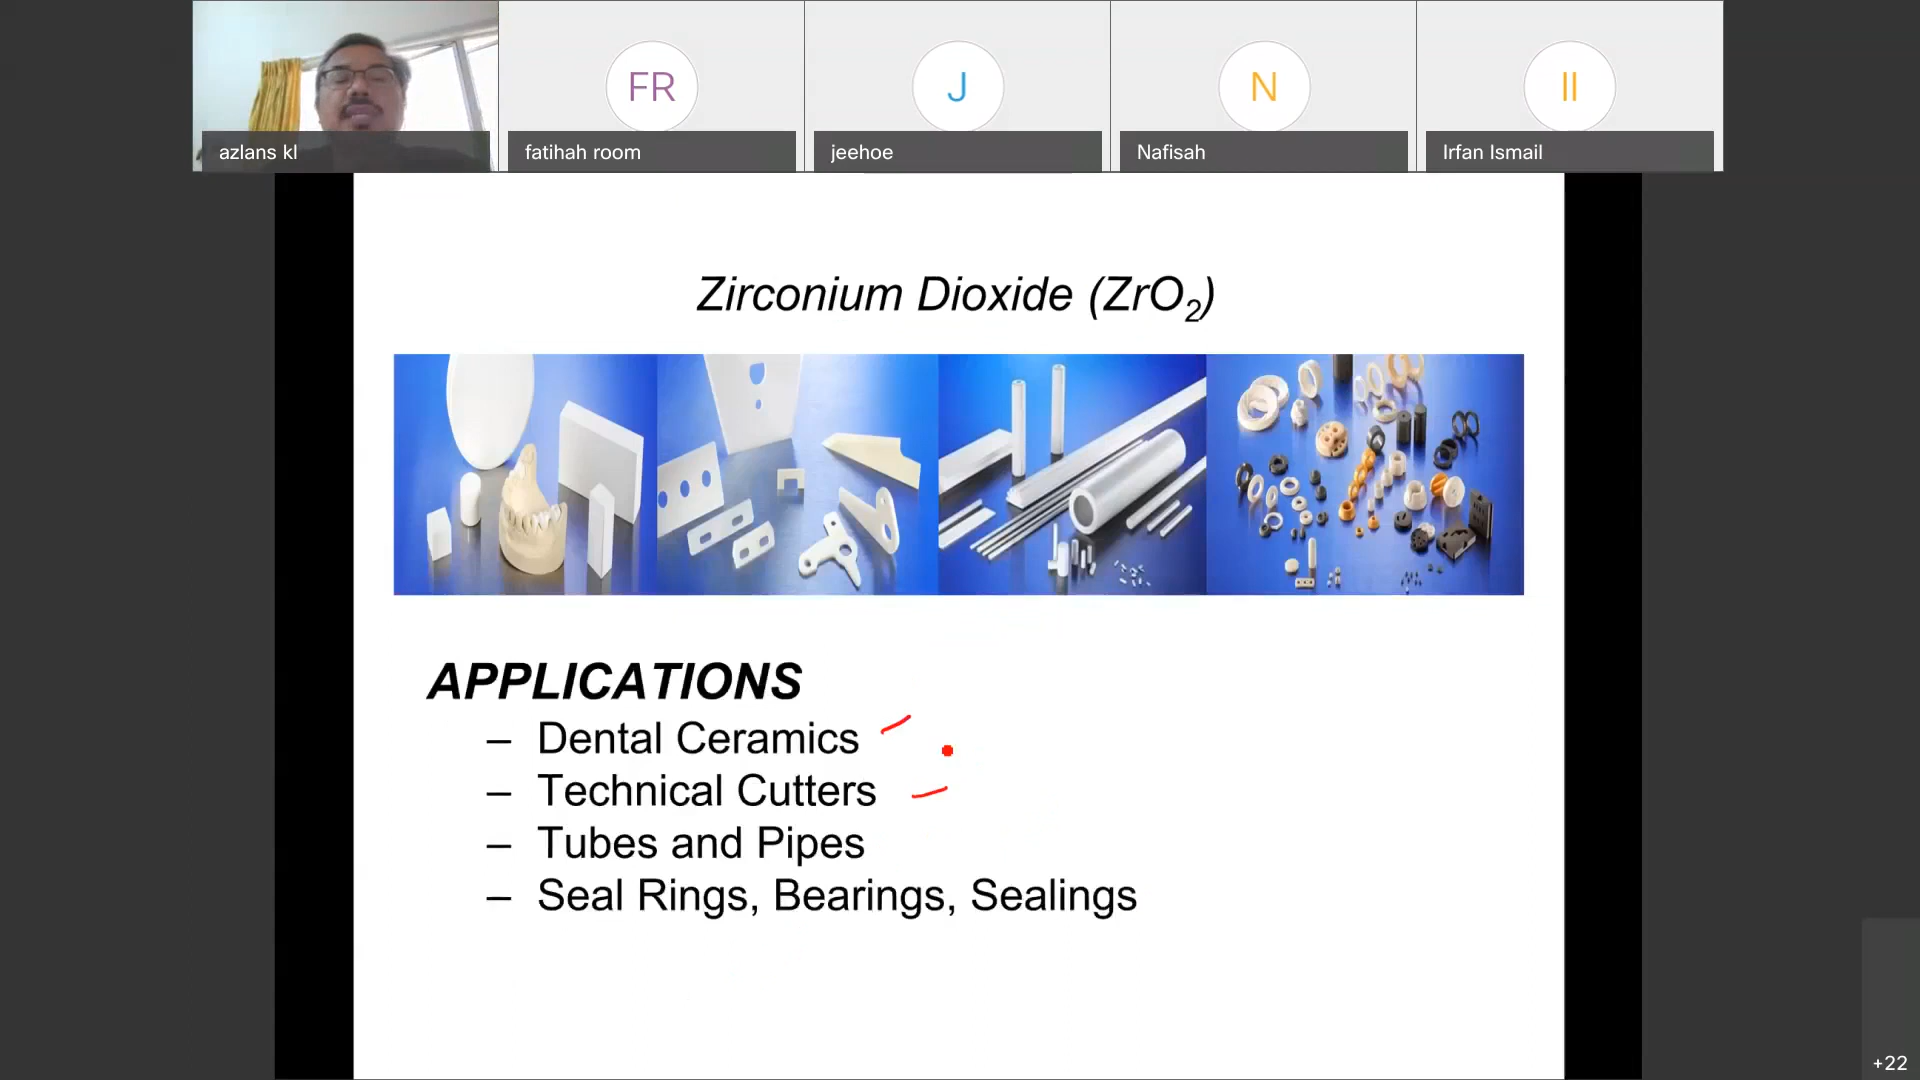 FR
J
N
II
azlans kl
fatihah room
jeehoe
Nafisah
Irfan Ismail
Zirconium Dioxide (ZrO₂)
APPLICATIONS
– Dental Ceramics
– Technical Cutters
– Tubes and Pipes
– Seal Rings, Bearings, Sealings
+22